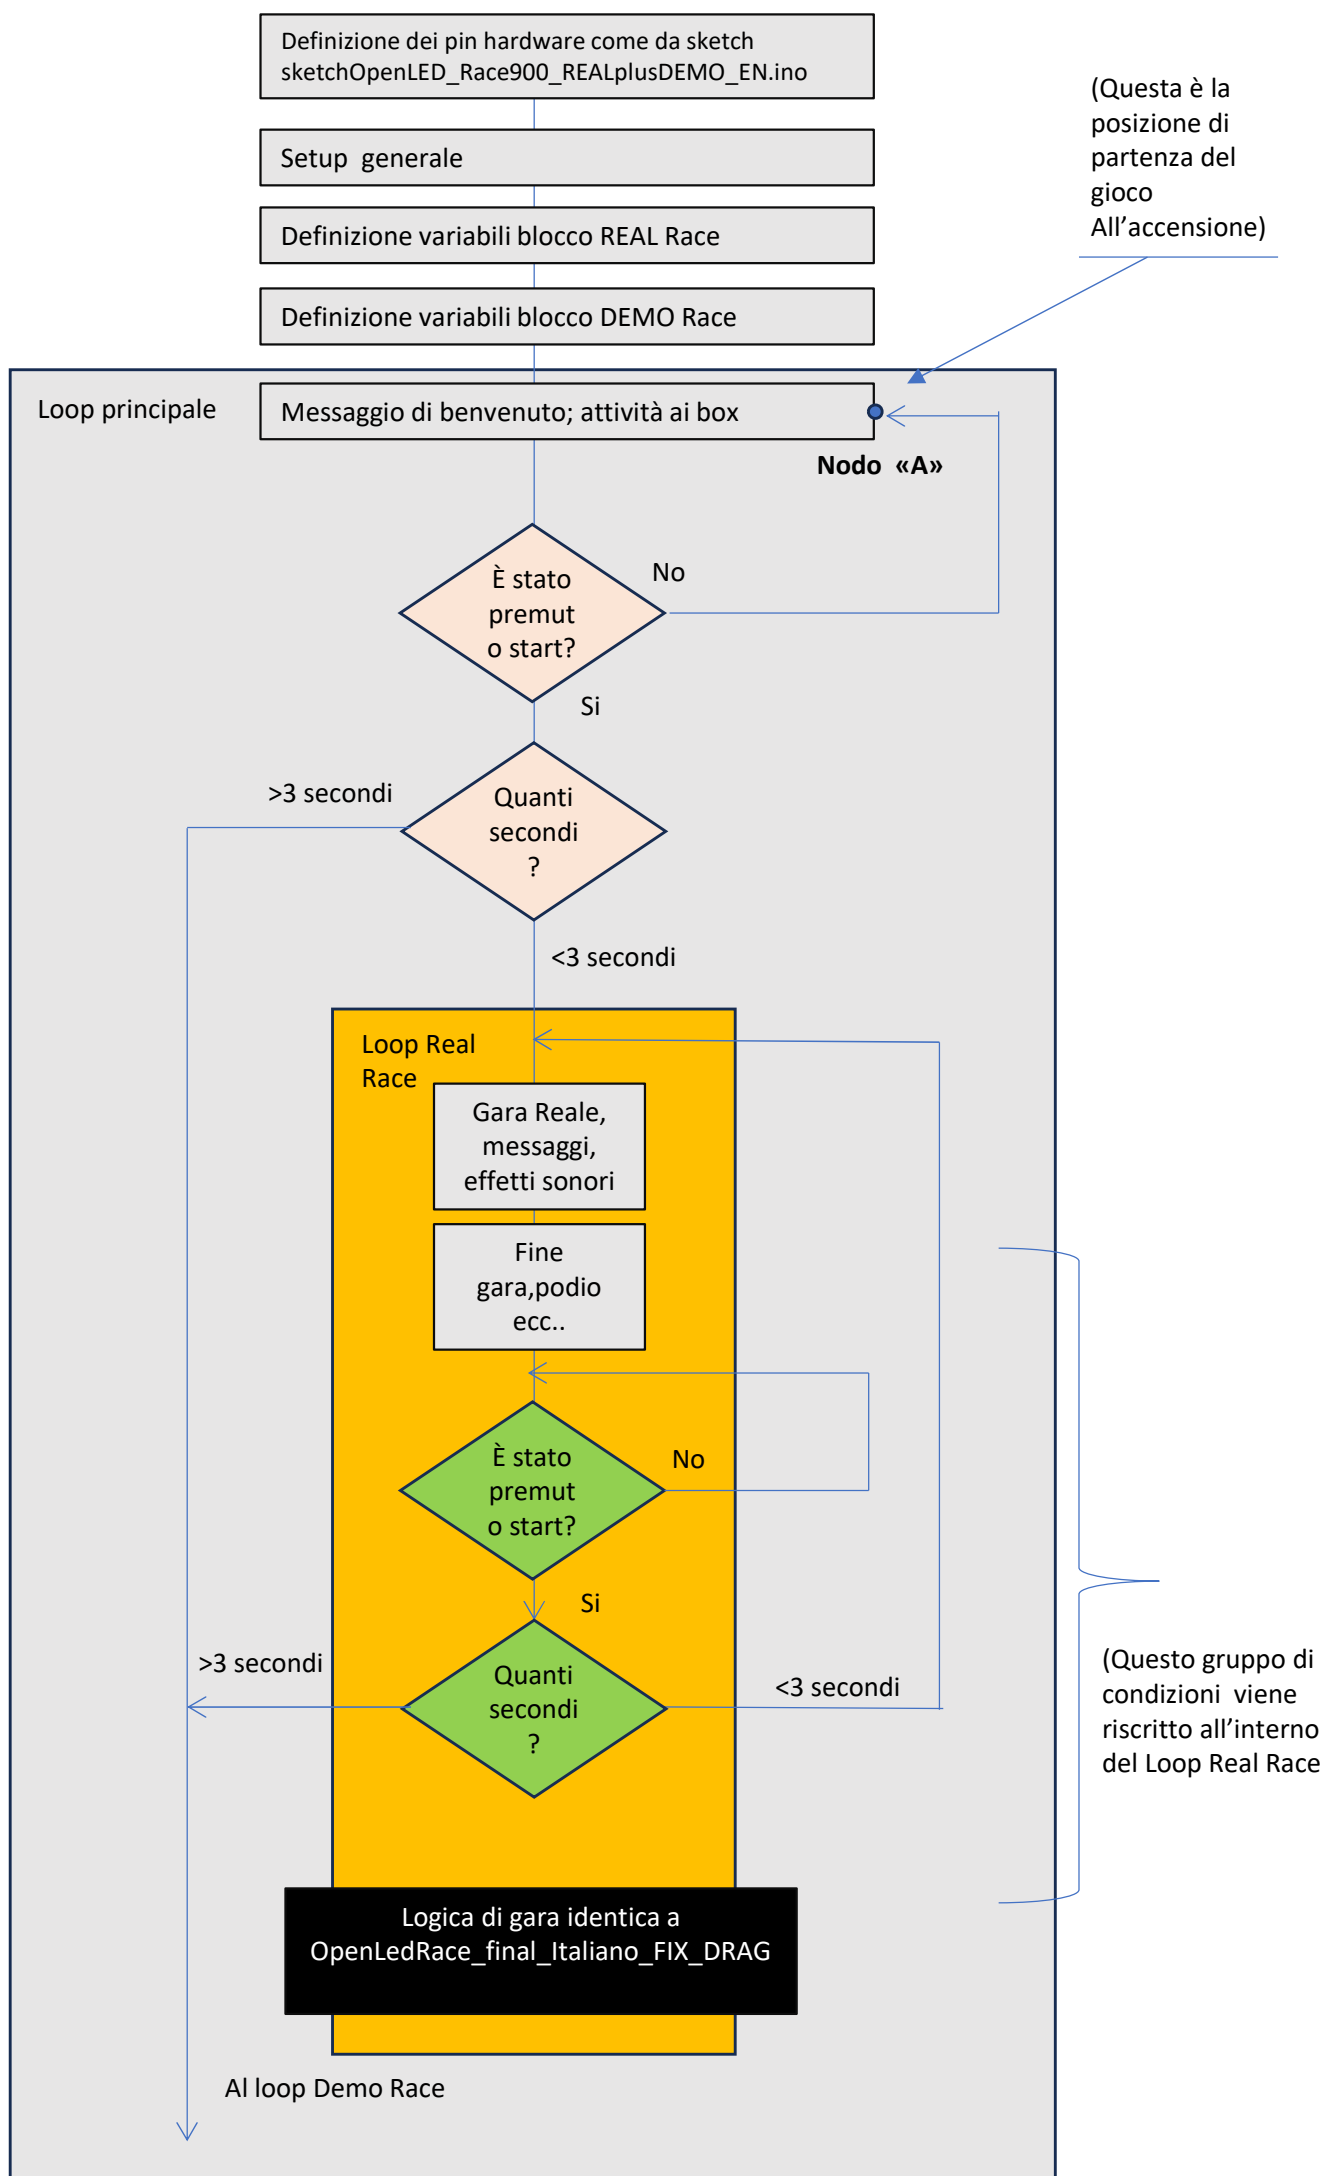 Definizione dei pin hardware come da sketch
sketchOpenLED_Race900_REALplusDEMO_EN.ino
(Questa è la
posizione di
partenza del
gioco
All’accensione)
Setup  generale
Definizione variabili blocco REAL Race
Definizione variabili blocco DEMO Race
Loop principale
Messaggio di benvenuto; attività ai box
Nodo  «A»
È stato
premut
o start?
No
Si
>3 secondi
Quanti
secondi
?
<3 secondi
Loop Real
Race
Gara Reale,
messaggi,
effetti sonori
Fine
gara,podio
ecc..
È stato
premut
o start?
No
Si
>3 secondi
Quanti
secondi
?
<3 secondi
(Questo gruppo di
condizioni  viene
riscritto all’interno
del Loop Real Race
Logica di gara identica a
OpenLedRace_final_Italiano_FIX_DRAG
Al loop Demo Race